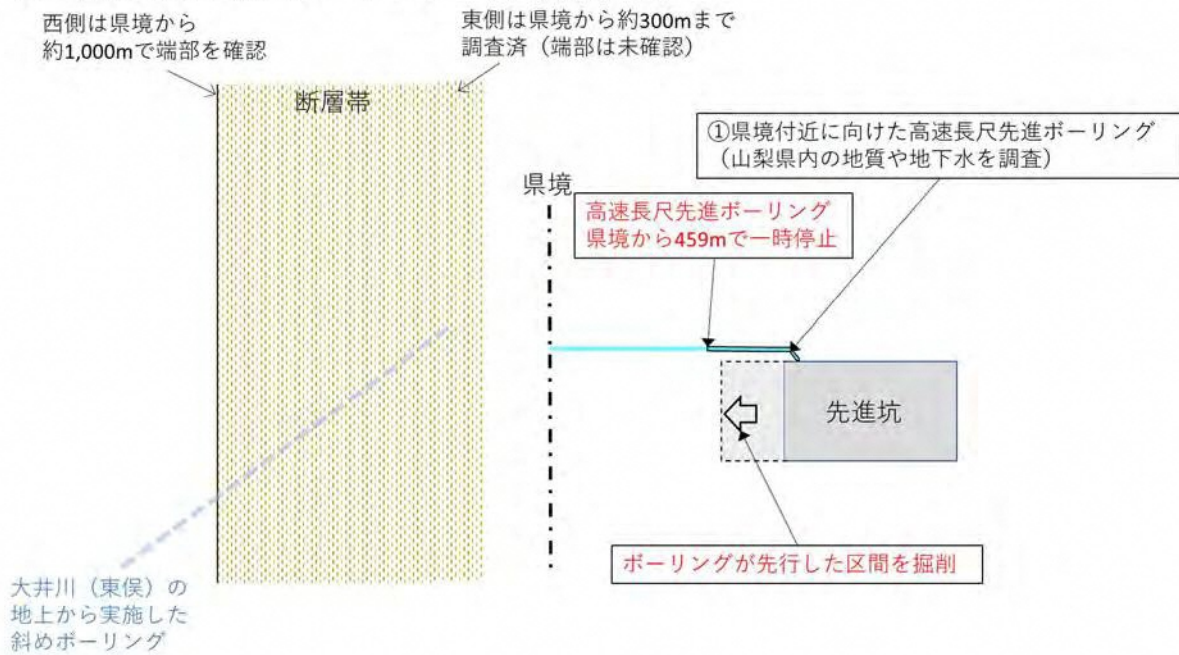 西側は県境から
約1,000mで端部を確認
東側は県境から約300mまで
調査済（端部は未確認）
断層帯
①県境付近に向けた高速長尺先進ボーリング
（山梨県内の地質や地下水を調査）
県境
高速長尺先進ボーリング
県境から459mで一時停止
先進坑
ボーリングが先行した区間を掘削
大井川（東俣）の
地上から実施した
斜めボーリング